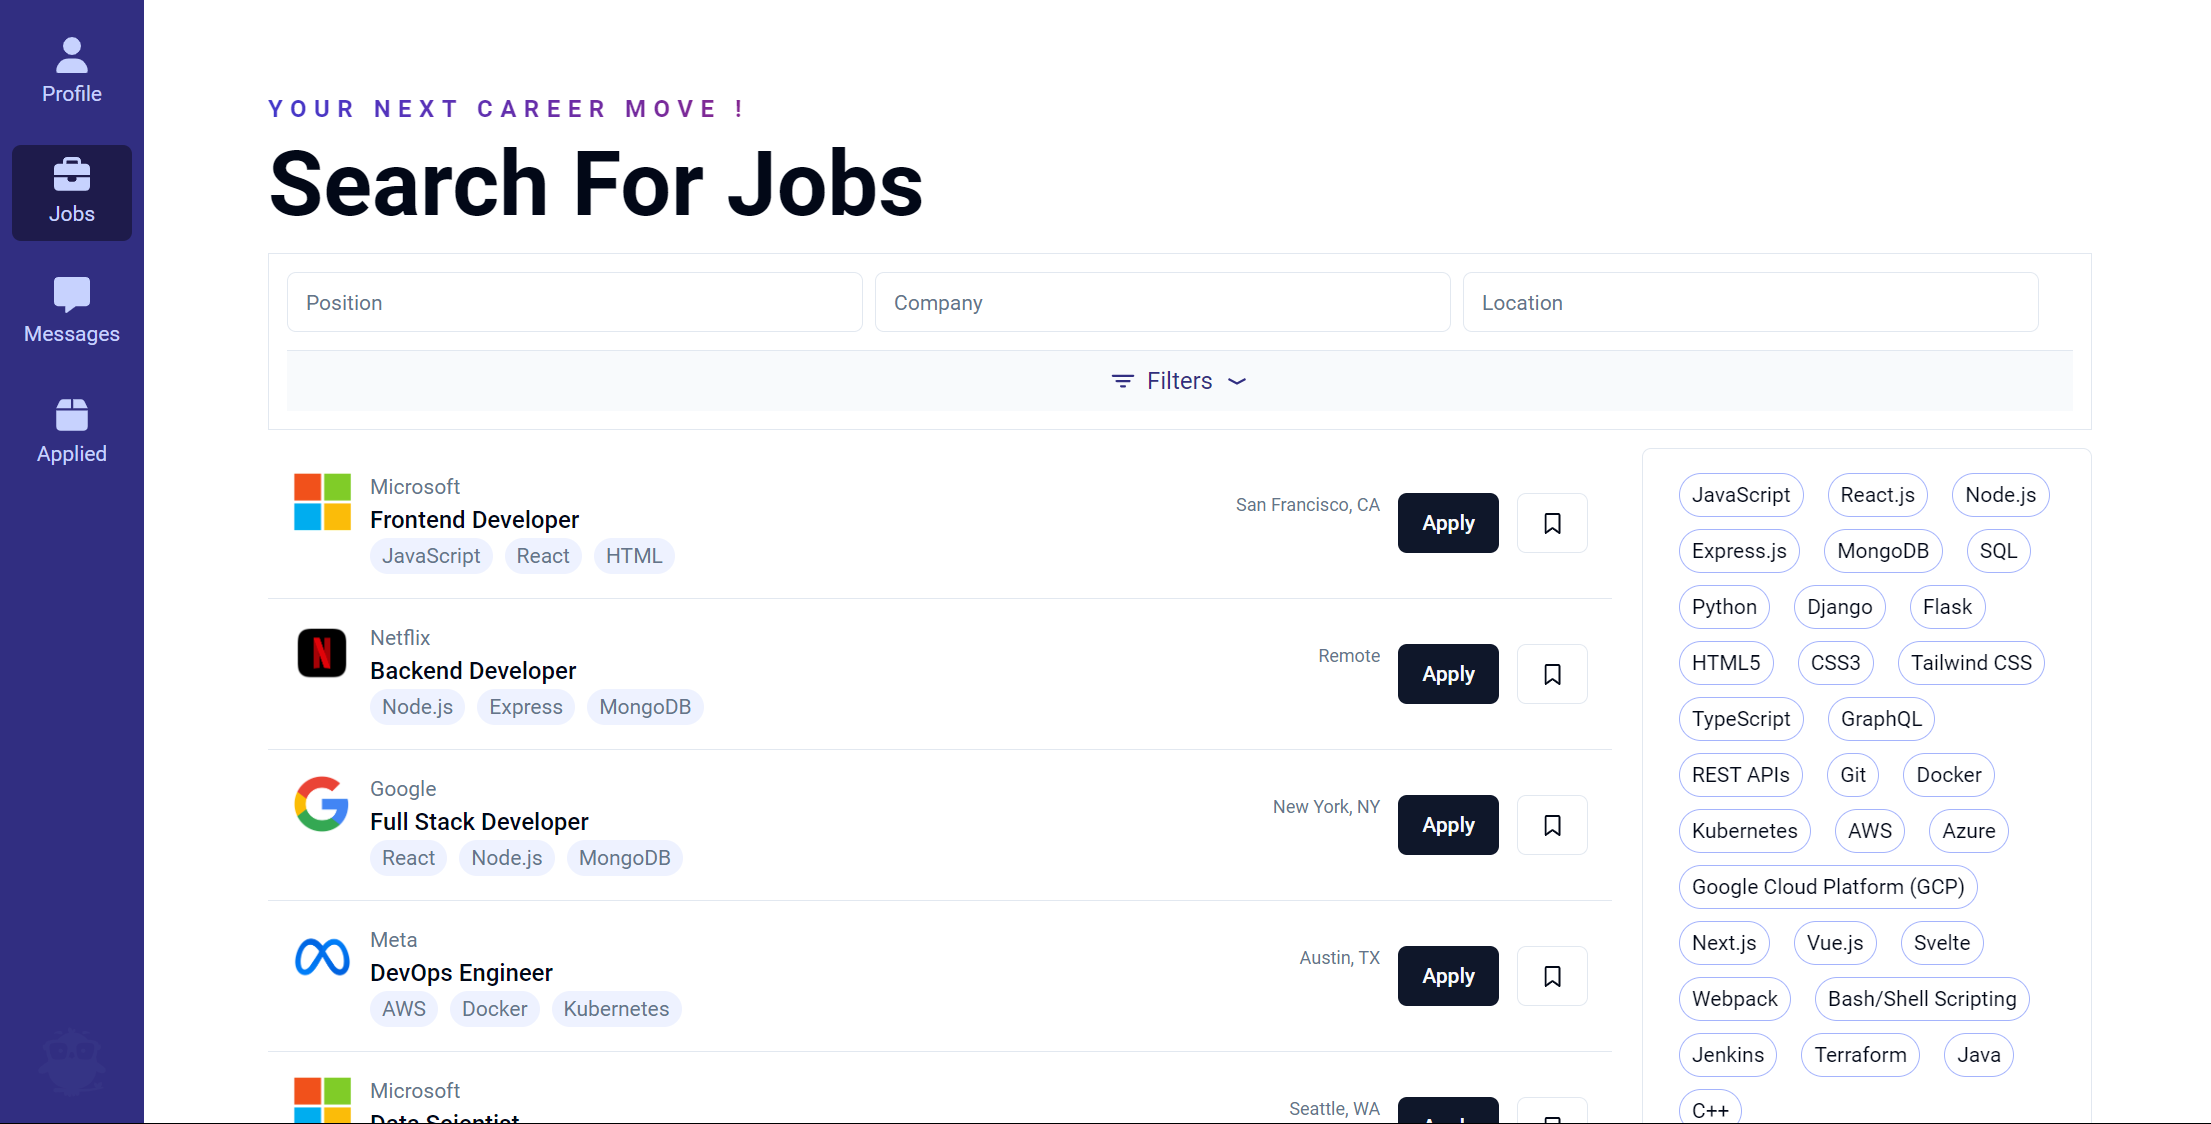 Profile
Jobs
Messages
Applied
YOUR NEXT CAREER MOVE !
Search For Jobs
Position Company Location
Filters
Microsoft
Frontend Developer
JavaScript React HTML
San Francisco, CA
Apply
Netflix
Backend Developer
Node.js Express MongoDB
Remote
Apply
Google
Full Stack Developer
React Node.js MongoDB
New York, NY
Apply
Meta
DevOps Engineer
AWS Docker Kubernetes
Austin, TX
Apply
Microsoft
Data Scientist
Seattle, WA
Apply
JavaScript React.js Node.js
Express.js MongoDB SQL
Python Django Flask
HTML5 CSS3 Tailwind CSS
TypeScript GraphQL
REST APIs Git Docker
Kubernetes AWS Azure
Google Cloud Platform (GCP)
Next.js Vue.js Svelte
Webpack Bash/Shell Scripting
Jenkins Terraform Java
C++